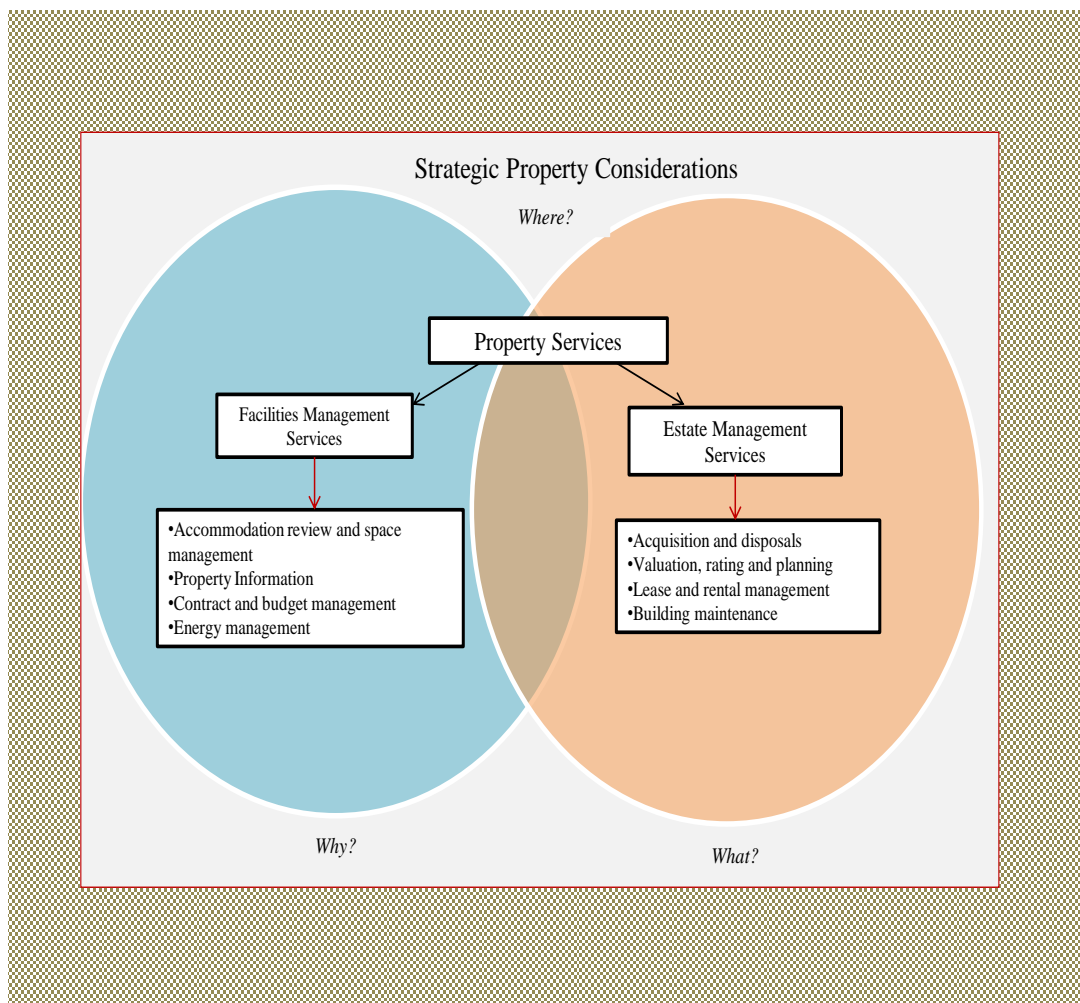 Strategic Property Considerations
Where?
Property Services
Facilities Management
Services
•Accommodation review and space
management
•Property Information
•Contract and budget management
•Energy management
Estate Management
Services
•Acquisition and disposals
•Valuation, rating and planning
•Lease and rental management
•Building maintenance
Why?
What?